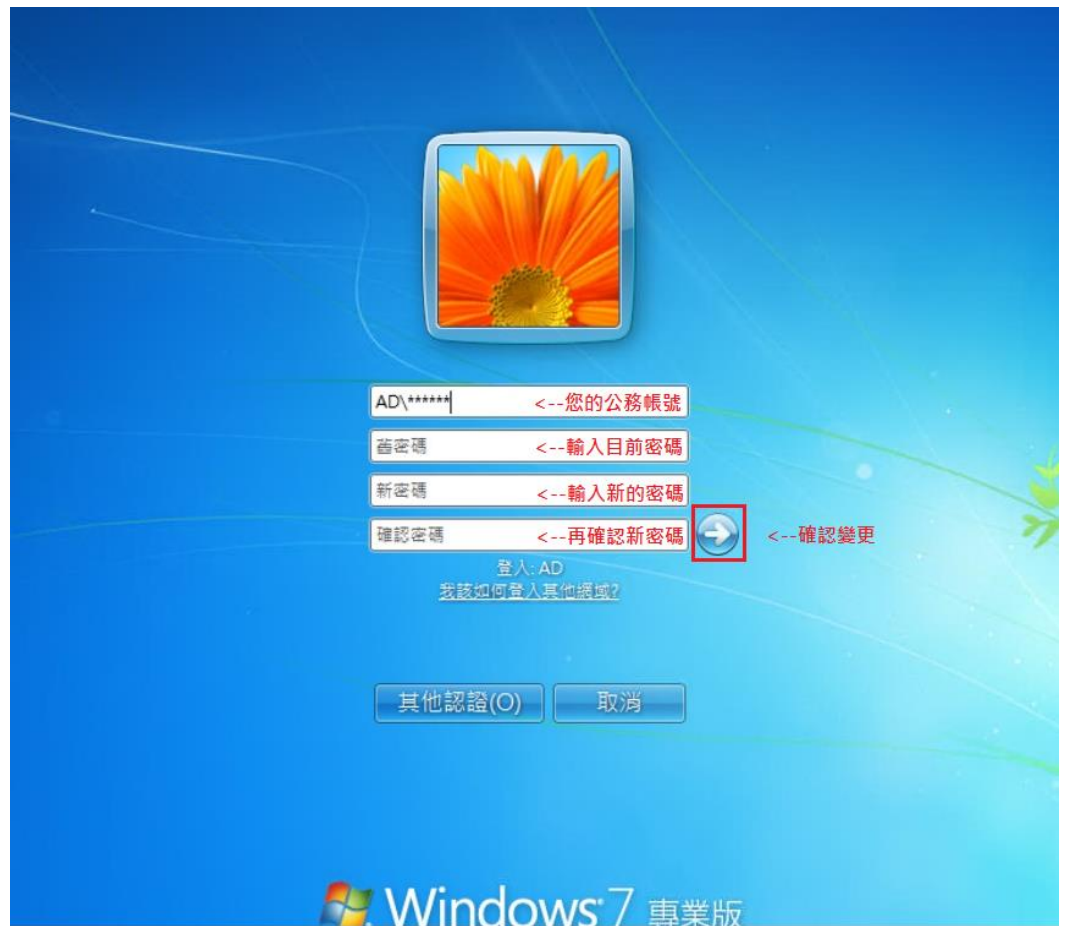 AD\****** <--您的公務帳號
舊密碼 <--輸入目前密碼
新密碼 <--輸入新的密碼
確認密碼 <--再確認新密碼 <--確認變更
登入: AD
我該如何登入其他網域?
其他認證(O) 取消
Windows 7 專業版